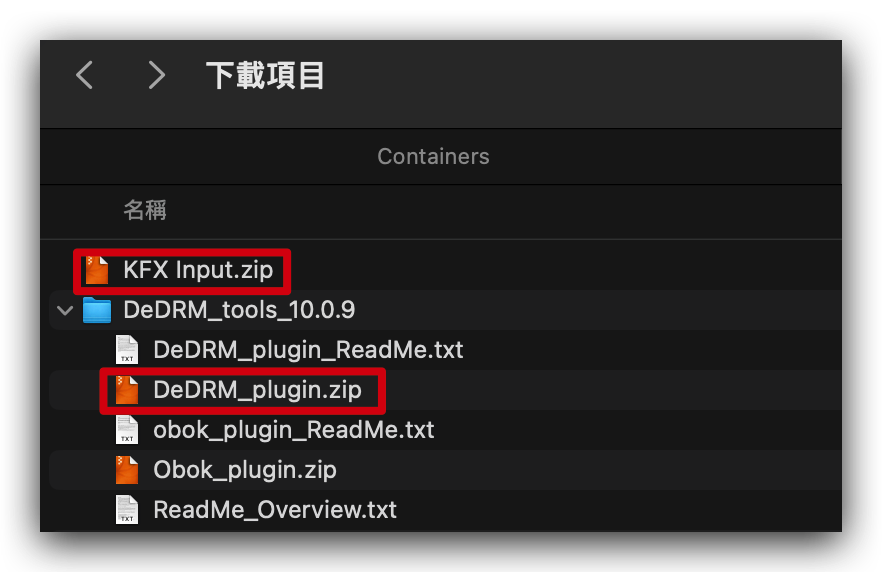 下載項目
Containers
名稱
KFX Input.zip
DeDRM_tools_10.0.9
DeDRM_plugin_ReadMe.txt
TXT
DeDRM_plugin.zip
obok_plugin_ReadMe.txt
TXT
Obok_plugin.zip
ReadMe_Overview.txt
TXT